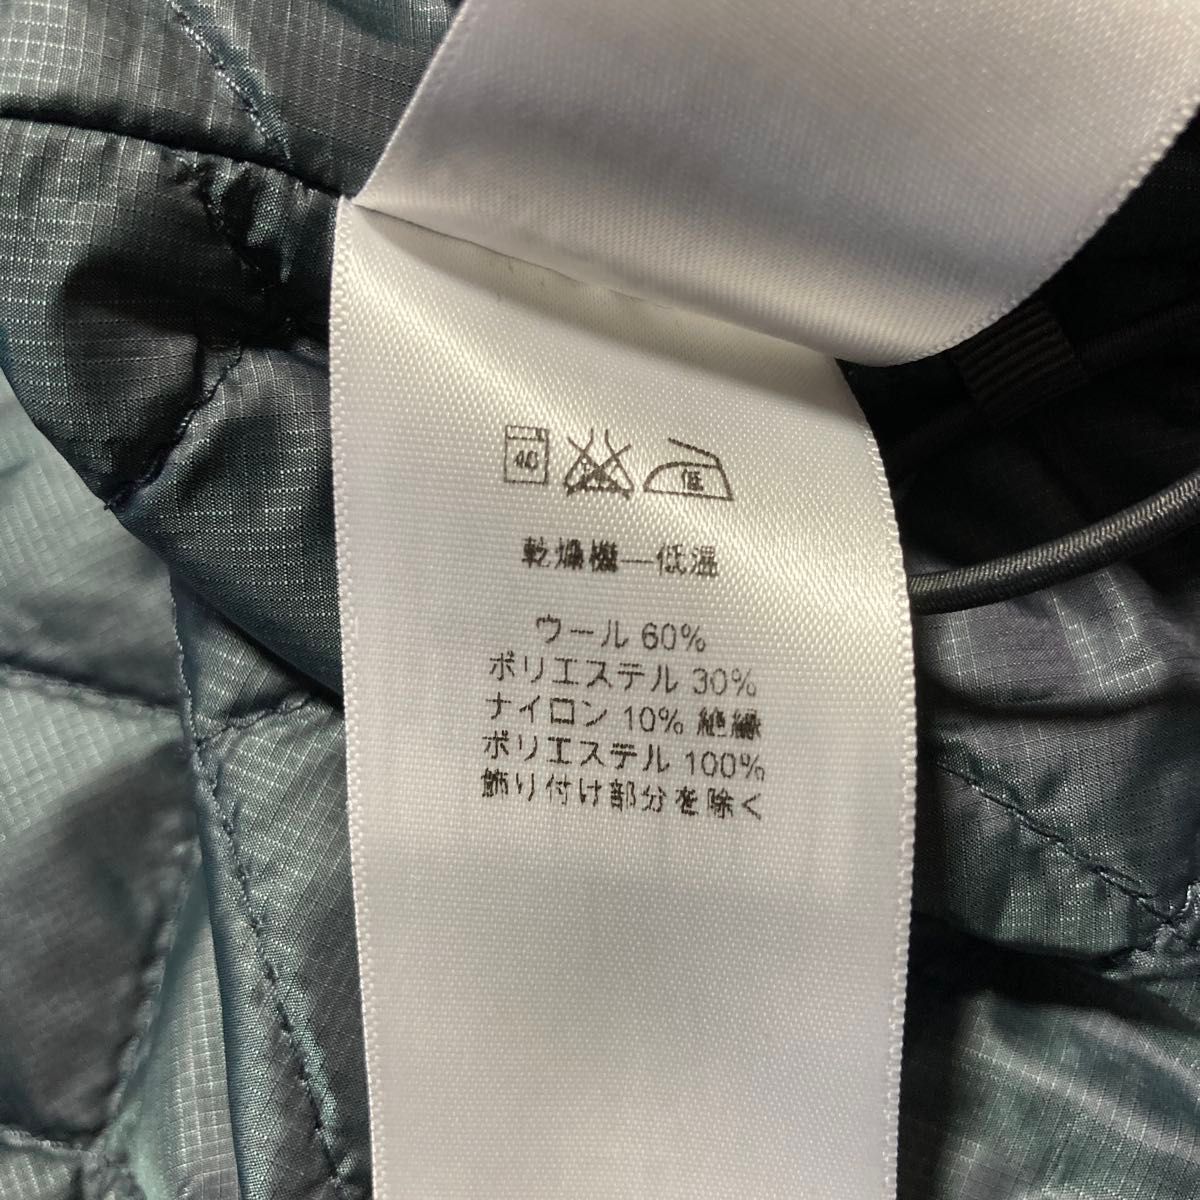 40 低
乾燥機—低温
ウール 60%
ポリエステル 30%
ナイロン 10% 絶縁
ポリエステル 100%
飾り付け部分を除く